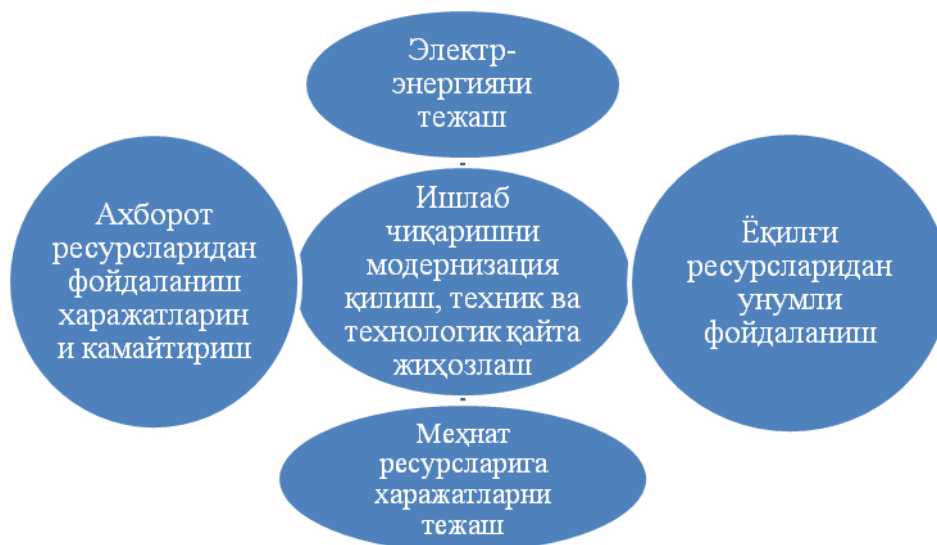 Электр-
энергияни
тежаш
Ахборот
ресурсларидан
фойдаланиш
харажатларин
и камайтириш
Ишлаб
чиқаришни
модернизация
қилиш, техник ва
технологик қайта
жиҳозлаш
Ёқилғи
ресурсларидан
унумли
фойдаланиш
Меҳнат
ресурсларига
харажатларни
тежаш